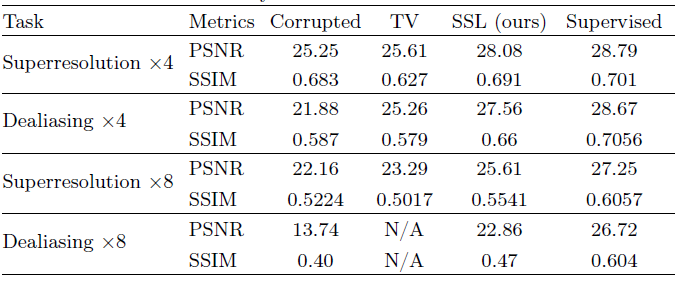 Task Metrics Corrupted TV SSL (ours) Supervised
Superresolution ×4 PSNR 25.25 25.61 28.08 28.79
SSIM 0.683 0.627 0.691 0.701
Dealiasing ×4 PSNR 21.88 25.26 27.56 28.67
SSIM 0.587 0.579 0.66 0.7056
Superresolution ×8 PSNR 22.16 23.29 25.61 27.25
SSIM 0.5224 0.5017 0.5541 0.6057
Dealiasing ×8 PSNR 13.74 N/A 22.86 26.72
SSIM 0.40 N/A 0.47 0.604